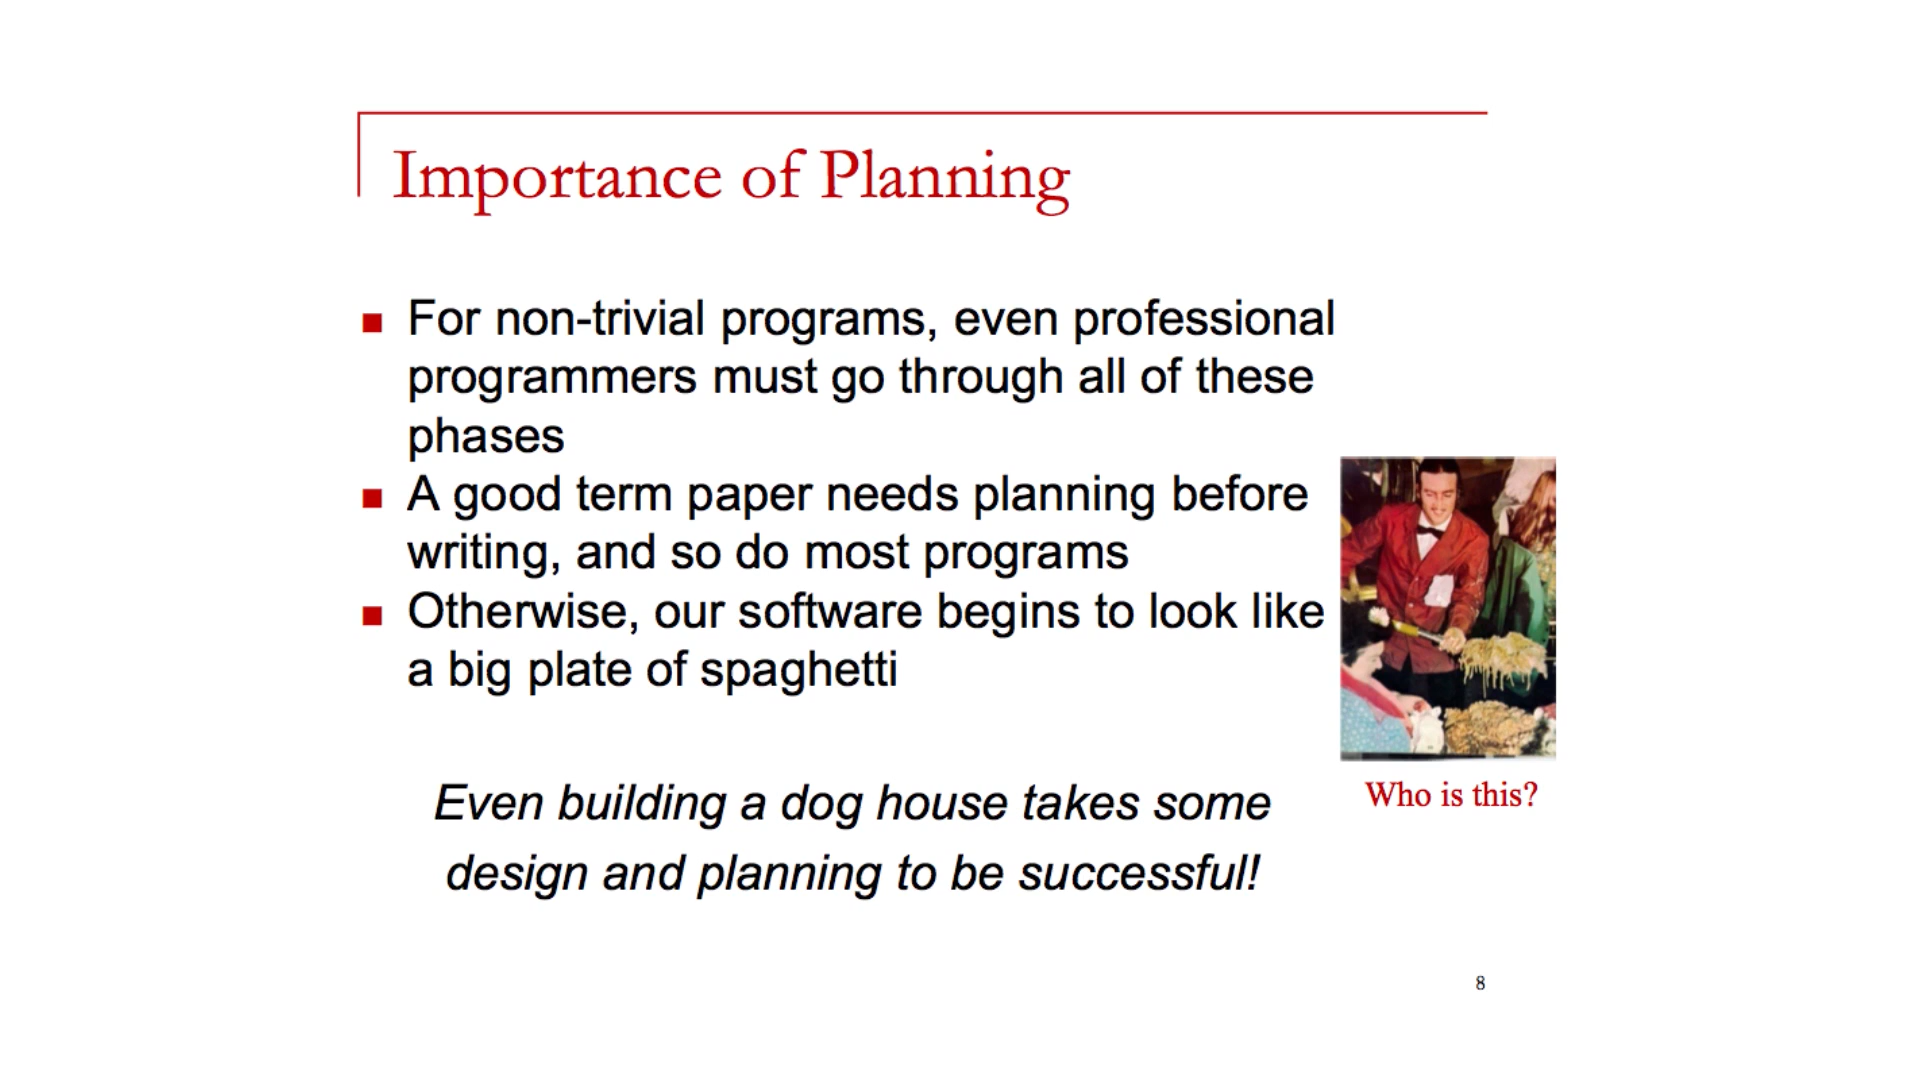 Importance of Planning
For non-trivial programs, even professional
programmers must go through all of these
phases
A good term paper needs planning before
writing, and so do most programs
Otherwise, our software begins to look like
a big plate of spaghetti
Who is this?
Even building a dog house takes some
design and planning to be successful!
8